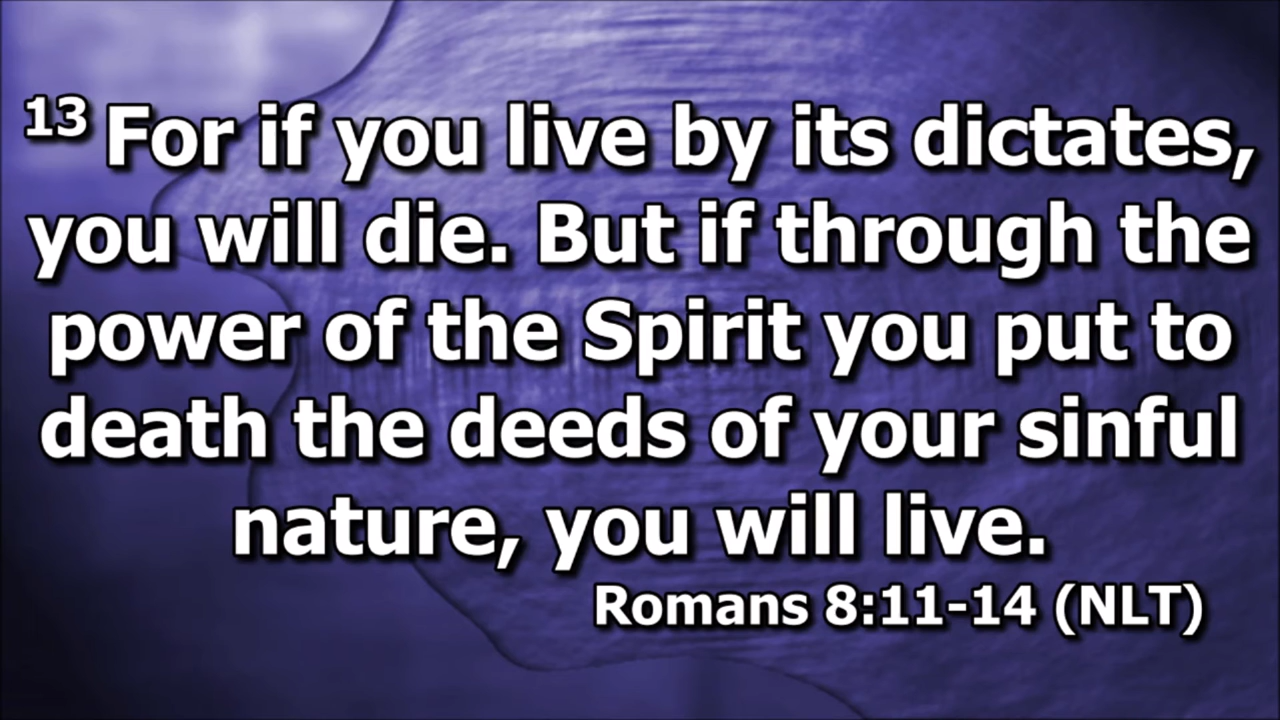 13 For if you live by its dictates,
you will die. But if through the
power of the Spirit you put to
death the deeds of your sinful
nature, you will live.
Romans 8:11-14 (NLT)